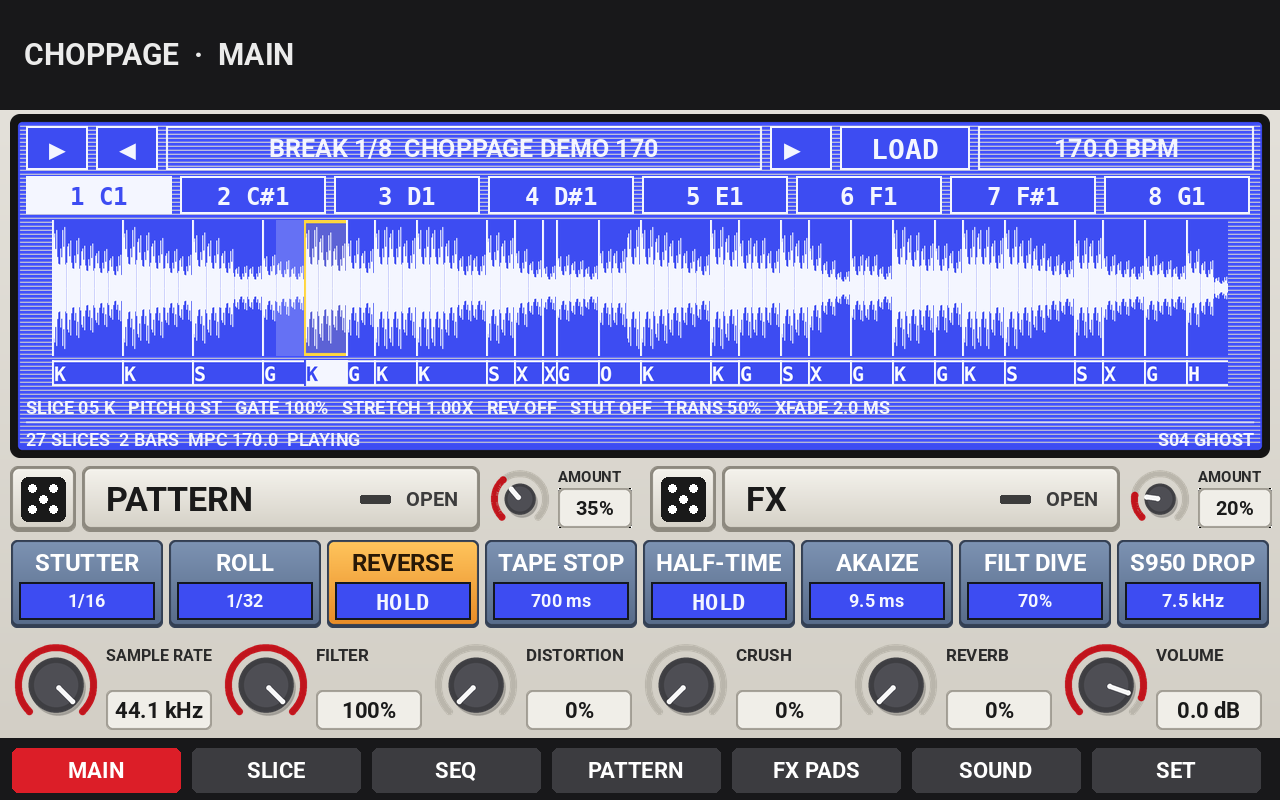 CHOPPAGE · MAIN
▶ ◀ BREAK 1/8 CHOPPAGE DEMO 170 ▶ LOAD 170.0 BPM
1 C1 2 C#1 3 D1 4 D#1 5 E1 6 F1 7 F#1 8 G1
K K S G K G K K S X X G O K K G S X G K G K S S X G H
SLICE 05 K PITCH 0 ST GATE 100% STRETCH 1.00X REV OFF STUT OFF TRANS 50% XFADE 2.0 MS
27 SLICES 2 BARS MPC 170.0 PLAYING S04 GHOST
PATTERN OPEN AMOUNT 35% FX OPEN AMOUNT 20%
STUTTER ROLL REVERSE TAPE STOP HALF-TIME AKAIZE FILT DIVE S950 DROP
1/16 1/32 HOLD 700 ms HOLD 9.5 ms 70% 7.5 kHz
SAMPLE RATE FILTER DISTORTION CRUSH REVERB VOLUME
44.1 kHz 100% 0% 0% 0% 0.0 dB
MAIN SLICE SEQ PATTERN FX PADS SOUND SET